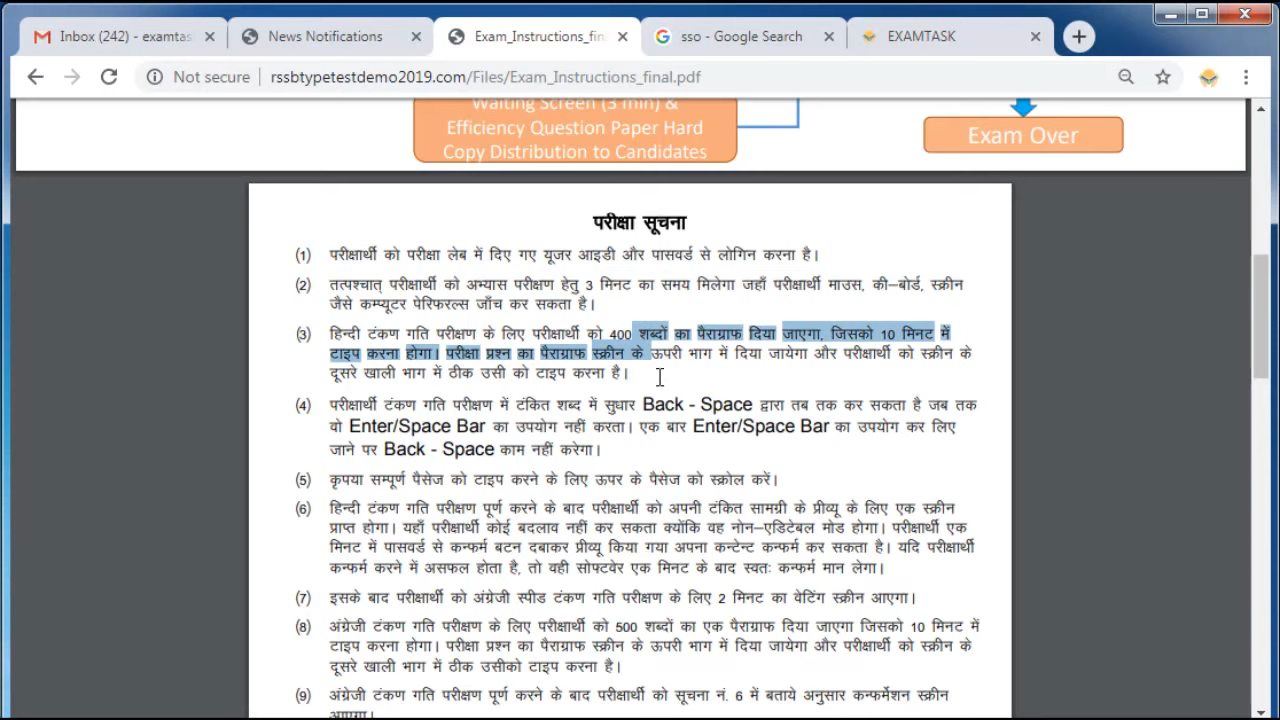 Inbox (242) - examtas
News Notifications
Exam_Instructions_fin
sso - Google Search
EXAMTASK
Not secure
rssbtypetestdemo2019.com/Files/Exam_Instructions_final.pdf
Waiting Screen (3 min) &
Efficiency Question Paper Hard
Copy Distribution to Candidates
Exam Over
परीक्षा सूचना
(1) परीक्षार्थी को परीक्षा लेब में दिए गए यूजर आइडी और पासवर्ड से लोगिन करना है।
(2) तत्पश्चात् परीक्षार्थी को अभ्यास परीक्षण हेतु 3 मिनट का समय मिलेगा जहाँ परीक्षार्थी माउस, की–बोर्ड, स्क्रीन
जैसे कम्प्यूटर पेरिफरल्स जाँच कर सकता है।
(3) हिन्दी टंकण गति परीक्षण के लिए परीक्षार्थी को 400 शब्दों का पैराग्राफ दिया जाएगा, जिसको 10 मिनट में
टाइप करना होगा। परीक्षा प्रश्न का पैराग्राफ स्क्रीन के ऊपरी भाग में दिया जायेगा और परीक्षार्थी को स्क्रीन के
दूसरे खाली भाग में ठीक उसी को टाइप करना है।
(4) परीक्षार्थी टंकण गति परीक्षण में टंकित शब्द में सुधार Back - Space द्वारा तब तक कर सकता है जब तक
वो Enter/Space Bar का उपयोग नहीं करता। एक बार Enter/Space Bar का उपयोग कर लिए
जाने पर Back - Space काम नहीं करेगा।
(5) कृपया सम्पूर्ण पैसेज को टाइप करने के लिए ऊपर के पैसेज को स्क्रोल करें।
(6) हिन्दी टंकण गति परीक्षण पूर्ण करने के बाद परीक्षार्थी को अपनी टंकित सामग्री के प्रीव्यू के लिए एक स्क्रीन
प्राप्त होगा। यहाँ परीक्षार्थी कोई बदलाव नहीं कर सकता क्योंकि वह नोन–एडिटेबल मोड होगा। परीक्षार्थी एक
मिनट में पासवर्ड से कन्फर्म बटन दबाकर प्रीव्यू किया गया अपना कन्टेन्ट कन्फर्म कर सकता है। यदि परीक्षार्थी
कन्फर्म करने में असफल होता है, तो वही सोफ्टवेर एक मिनट के बाद स्वतः कन्फर्म मान लेगा।
(7) इसके बाद परीक्षार्थी को अंग्रेजी स्पीड टंकण गति परीक्षण के लिए 2 मिनट का वेटिंग स्क्रीन आएगा।
(8) अंग्रेजी टंकण गति परीक्षण के लिए परीक्षार्थी को 500 शब्दों का एक पैराग्राफ दिया जाएगा जिसको 10 मिनट में
टाइप करना होगा। परीक्षा प्रश्न का पैराग्राफ स्क्रीन के ऊपरी भाग में दिया जायेगा और परीक्षार्थी को स्क्रीन के
दूसरे खाली भाग में ठीक उसीको टाइप करना है।
(9) अंग्रेजी टंकण गति परीक्षण पूर्ण करने के बाद परीक्षार्थी को सूचना नं. 6 में बताये अनुसार कन्फर्मेशन स्क्रीन
आएगा।